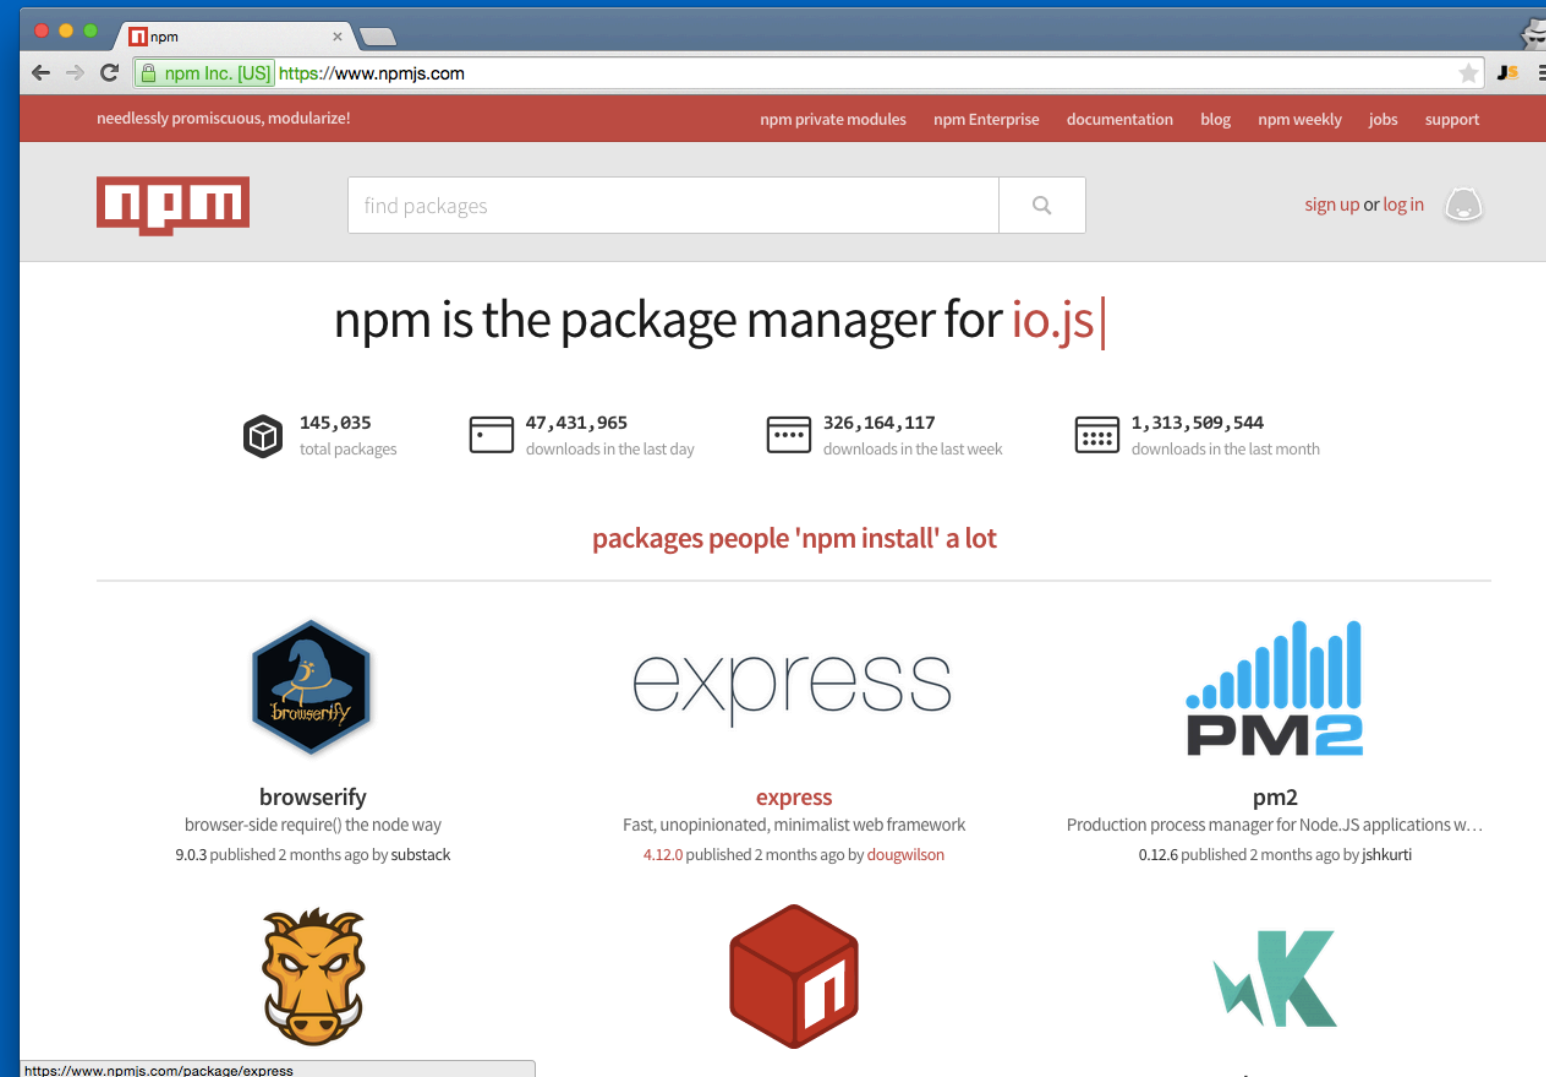 npm
npm Inc. [US] https://www.npmjs.com
JS
needlessly promiscuous, modularize!
npm private modules npm Enterprise documentation blog npm weekly jobs support
npm
find packages
sign up or log in
npm is the package manager for io.js
145,035
total packages
47,431,965
downloads in the last day
326,164,117
downloads in the last week
1,313,509,544
downloads in the last month
packages people 'npm install' a lot
browserify
express
PM2
browserify
browser-side require() the node way
9.0.3 published 2 months ago by substack
express
Fast, unopinionated, minimalist web framework
4.12.0 published 2 months ago by dougwilson
pm2
Production process manager for Node.JS applications w...
0.12.6 published 2 months ago by jshkurti
n
K
https://www.npmjs.com/package/express